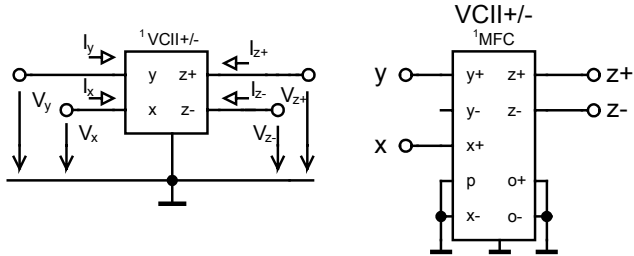 VCII+/-
¹VCII+/-
¹MFC
I_y
I_z+
I_x
I_z-
y z+
x z-
V_y
V_x
V_z-
V_z+
y y+ z+ z+
y- z- z-
x x+
p o+
x- o-